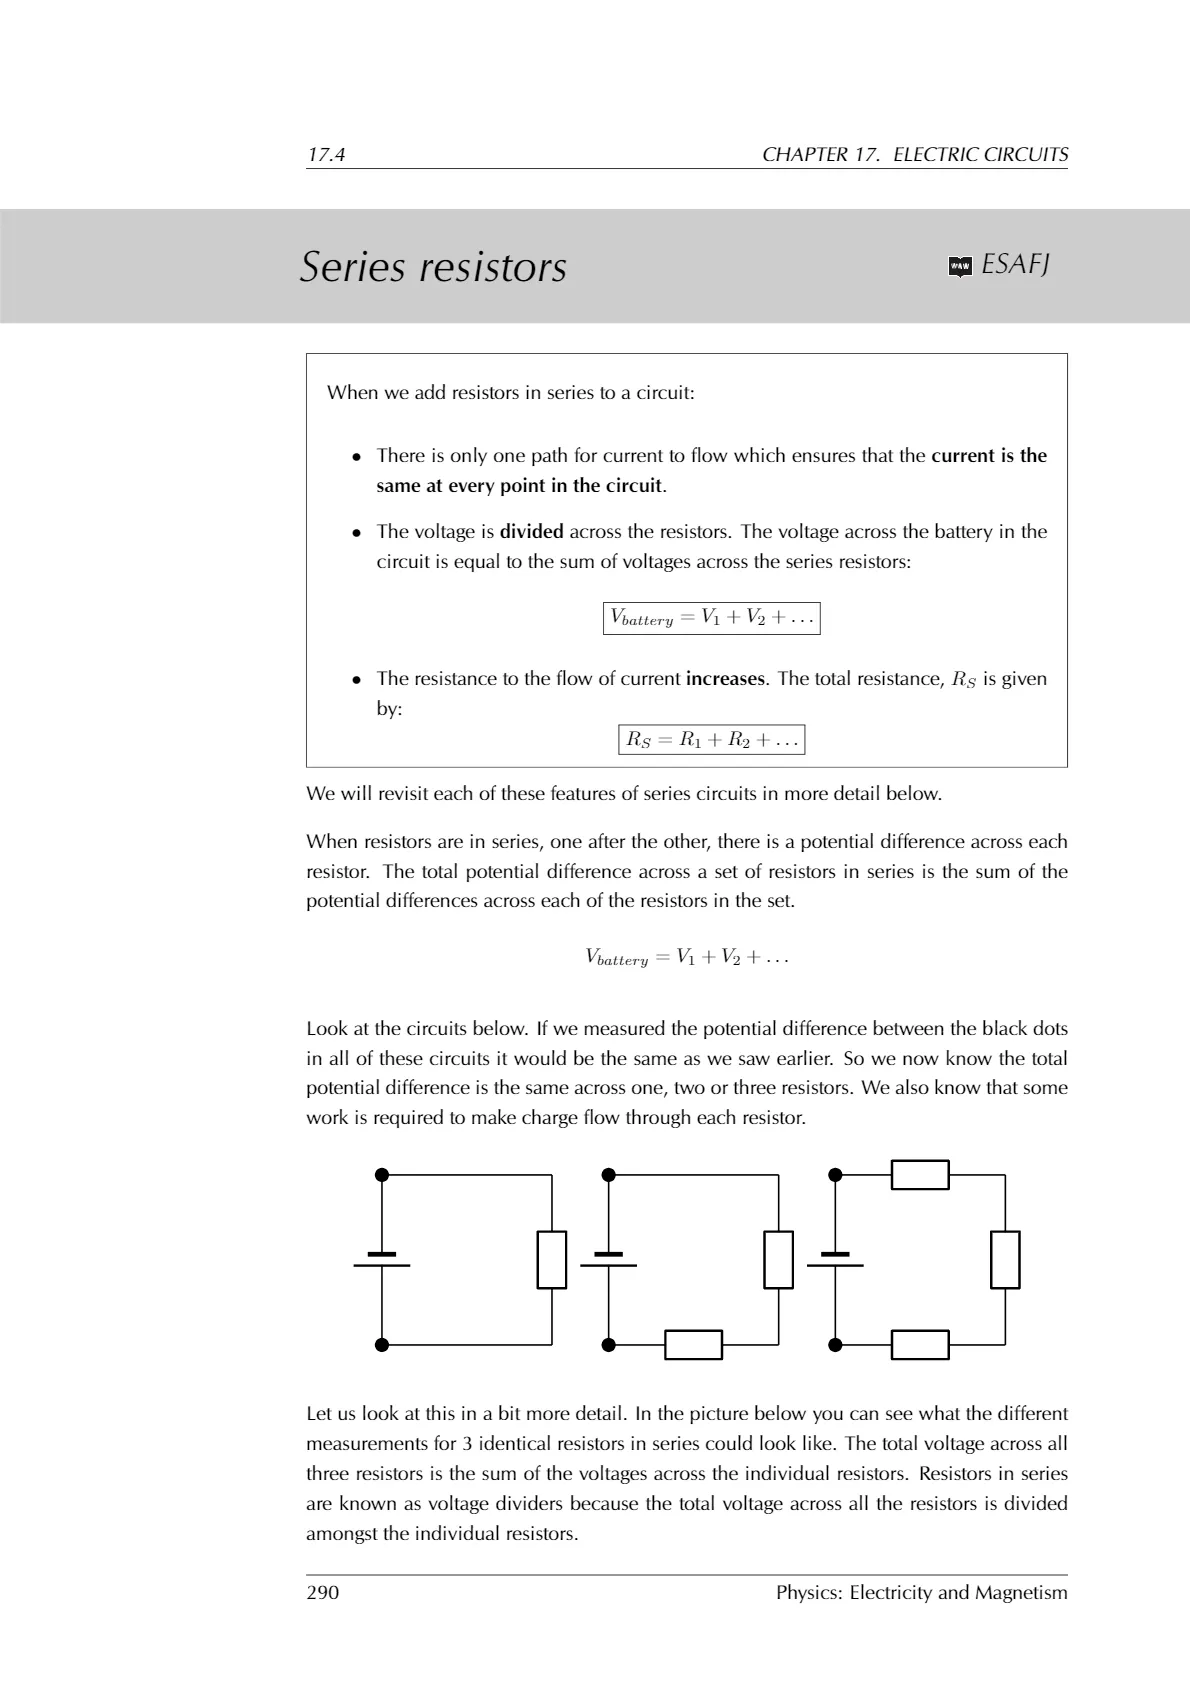 17.4 CHAPTER 17. ELECTRIC CIRCUITS
Series resistors ESAFJ
When we add resistors in series to a circuit:
• There is only one path for current to flow which ensures that the current is the
same at every point in the circuit.
• The voltage is divided across the resistors. The voltage across the battery in the
circuit is equal to the sum of voltages across the series resistors:
V_battery = V_1 + V_2 + . . .
• The resistance to the flow of current increases. The total resistance, R_S is given
by:
R_S = R_1 + R_2 + . . .
We will revisit each of these features of series circuits in more detail below.
When resistors are in series, one after the other, there is a potential difference across each
resistor. The total potential difference across a set of resistors in series is the sum of the
potential differences across each of the resistors in the set.
V_battery = V_1 + V_2 + . . .
Look at the circuits below. If we measured the potential difference between the black dots
in all of these circuits it would be the same as we saw earlier. So we now know the total
potential difference is the same across one, two or three resistors. We also know that some
work is required to make charge flow through each resistor.
Let us look at this in a bit more detail. In the picture below you can see what the different
measurements for 3 identical resistors in series could look like. The total voltage across all
three resistors is the sum of the voltages across the individual resistors. Resistors in series
are known as voltage dividers because the total voltage across all the resistors is divided
amongst the individual resistors.
290 Physics: Electricity and Magnetism